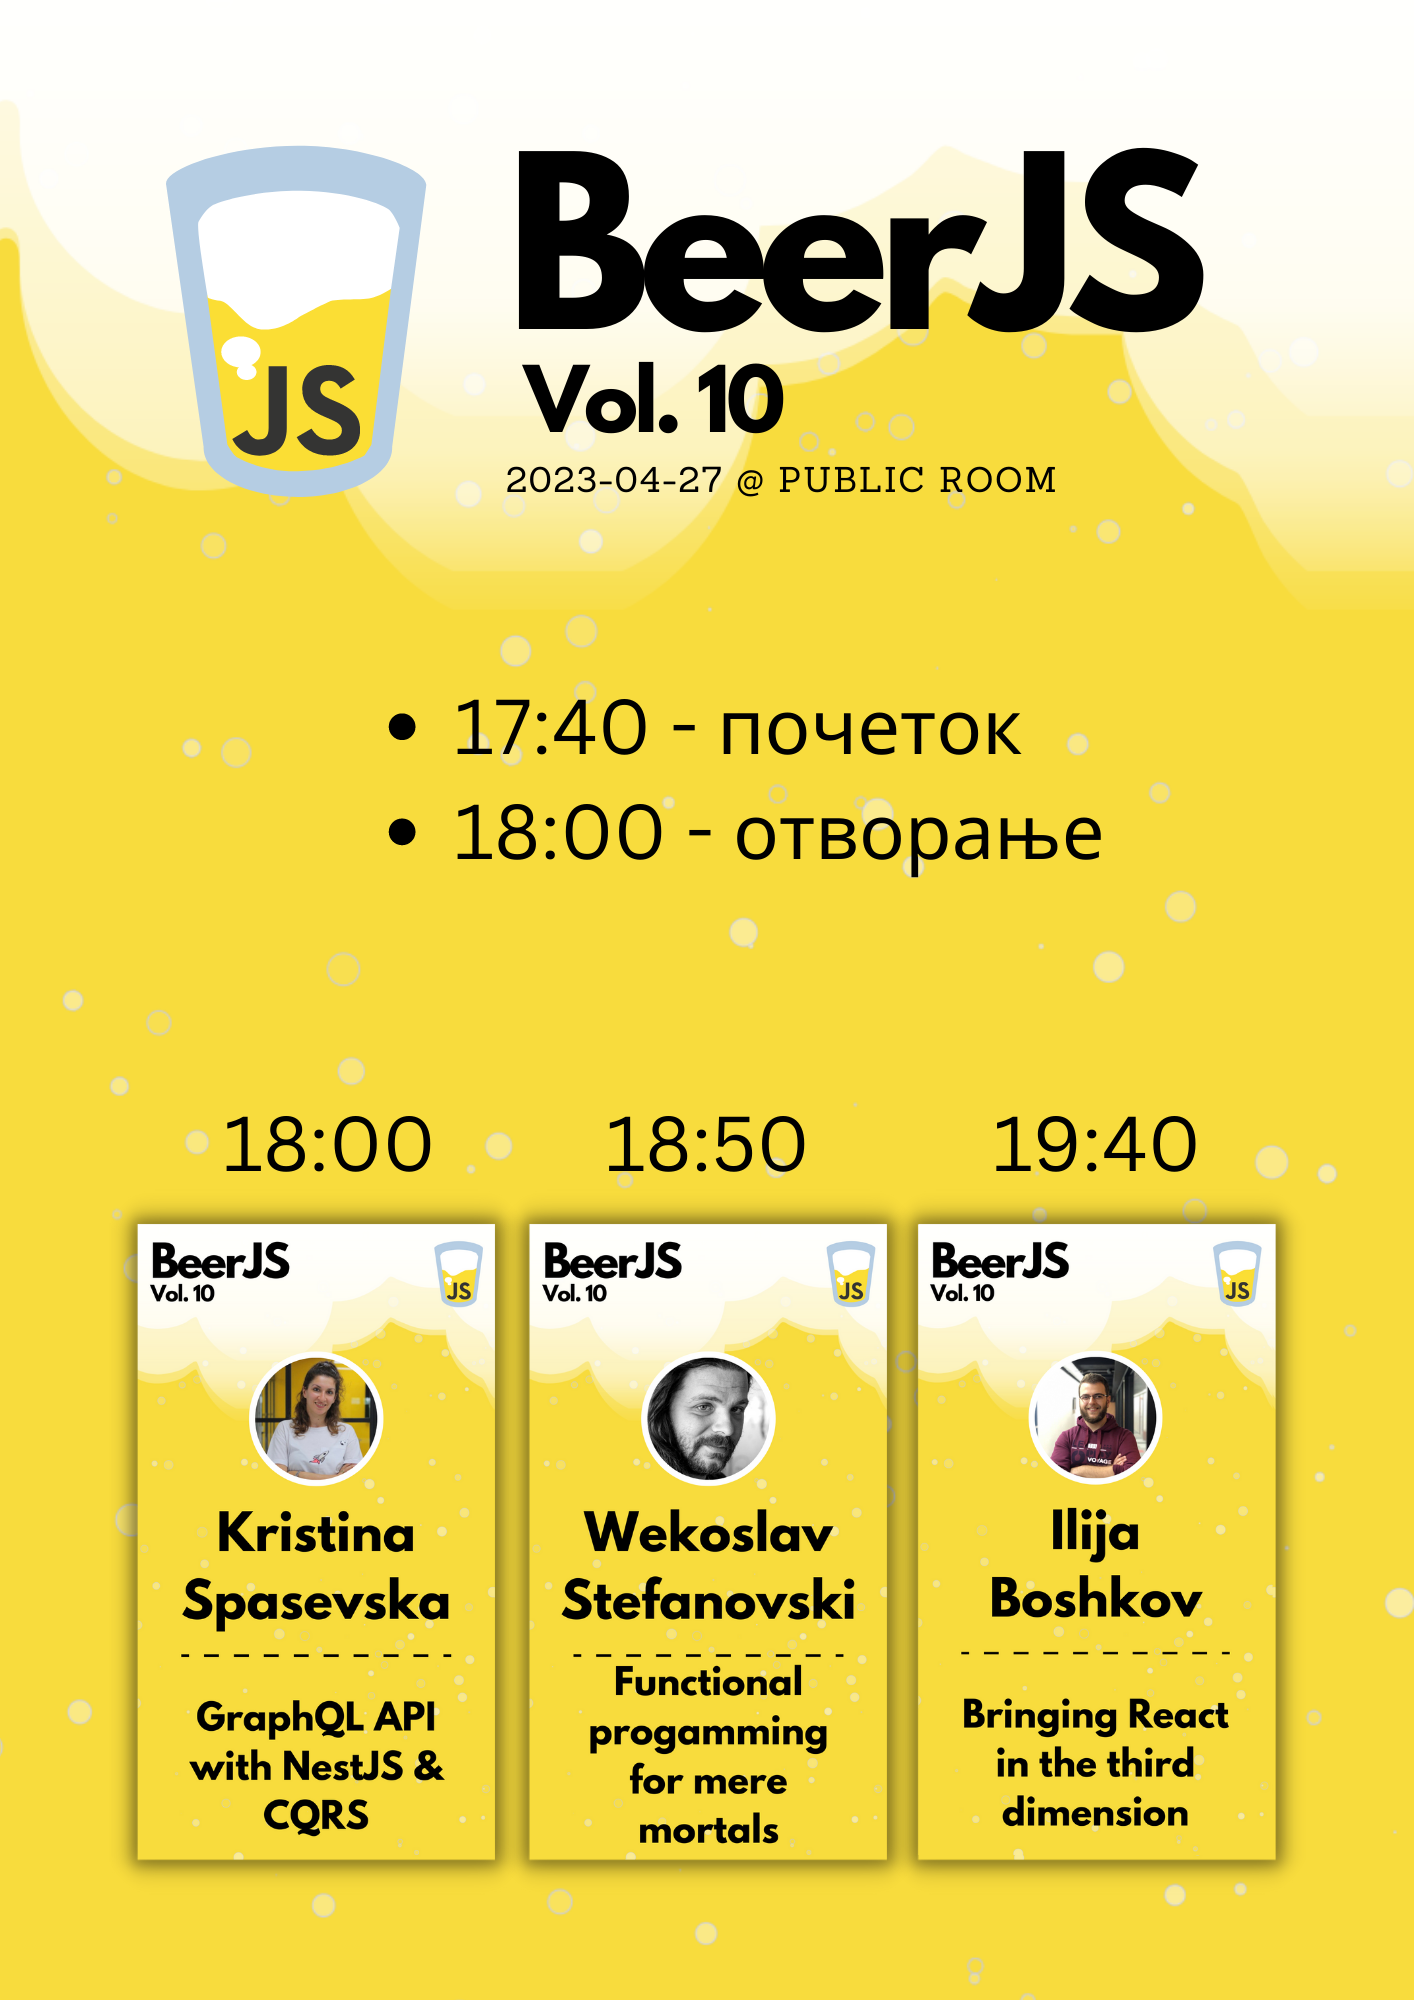 JS
BeerJS
Vol. 10
2023-04-27 @ PUBLIC ROOM
• 17:40 - почеток
• 18:00 - отворање
18:00
18:50
19:40
BeerJS
Vol. 10
JS
Kristina
Spasevska
GraphQL API
with NestJS &
CQRS
BeerJS
Vol. 10
JS
Wekoslav
Stefanovski
Functional
progamming
for mere
mortals
BeerJS
Vol. 10
JS
VOYAGE
Ilija
Boshkov
Bringing React
in the third
dimension